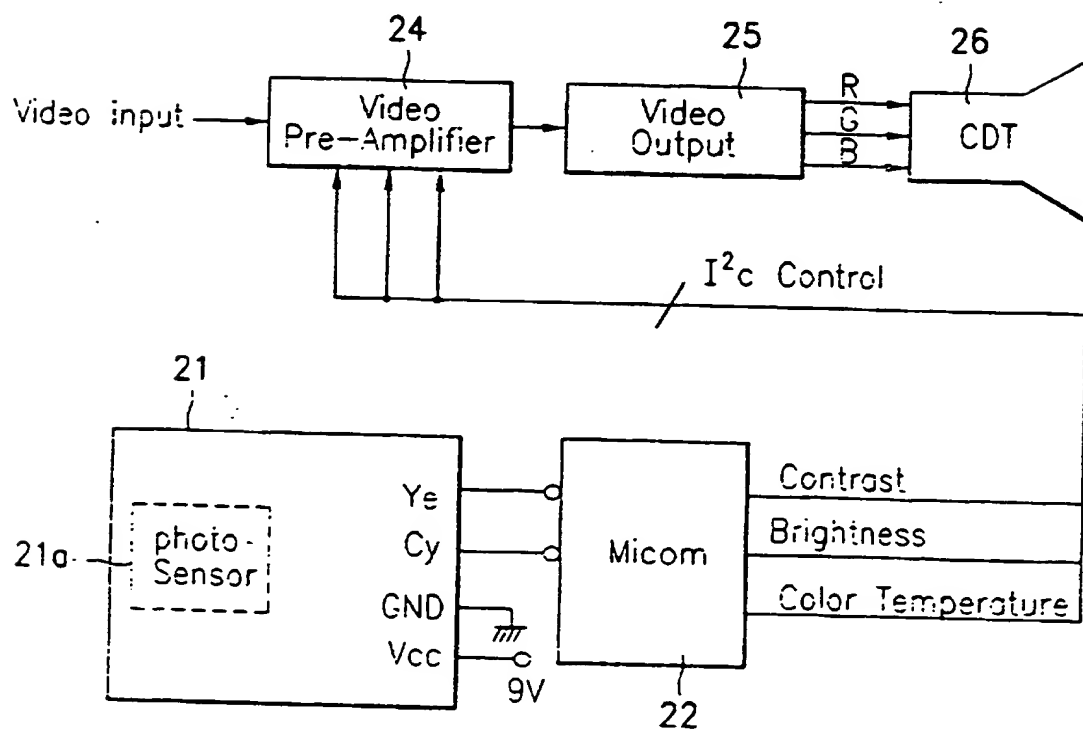 24
25
26
Video input
Video
Pre-Amplifier
Video
Output
R
G
B
CDT
I²c Control
21
21a
photo-
Sensor
Ye
Cy
GND
Vcc
9V
Micom
22
Contrast
Brightness
Color Temperature